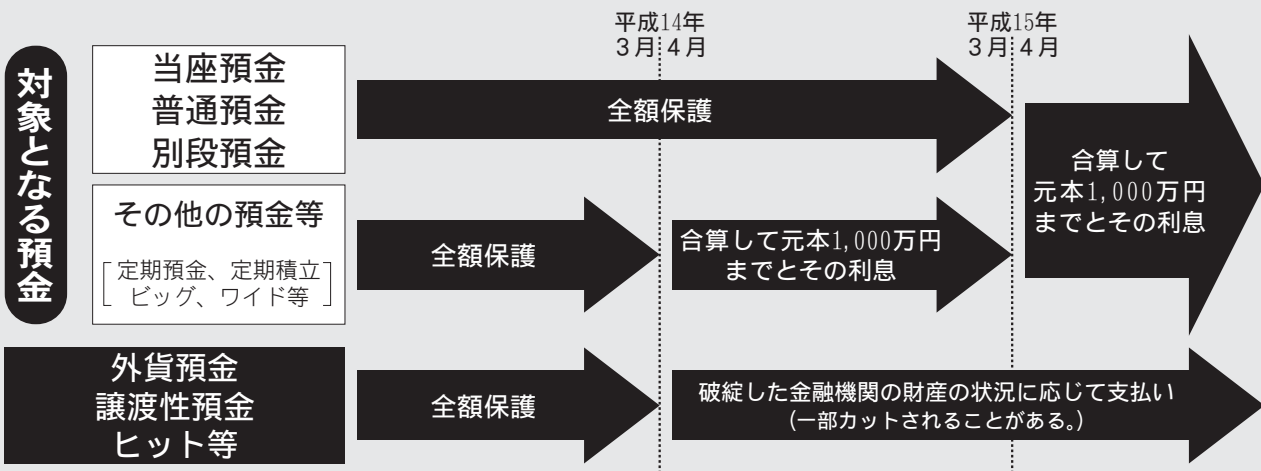 平成14年
3月 4月
平成15年
3月 4月
対象となる預金
当座預金
普通預金
別段預金
全額保護
合算して
元本1,000万円
までとその利息
その他の預金等
定期預金、定期積立
ビッグ、ワイド等
全額保護
合算して元本1,000万円
までとその利息
外貨預金
譲渡性預金
ヒット等
全額保護
破綻した金融機関の財産の状況に応じて支払い
(一部カットされることがある。)